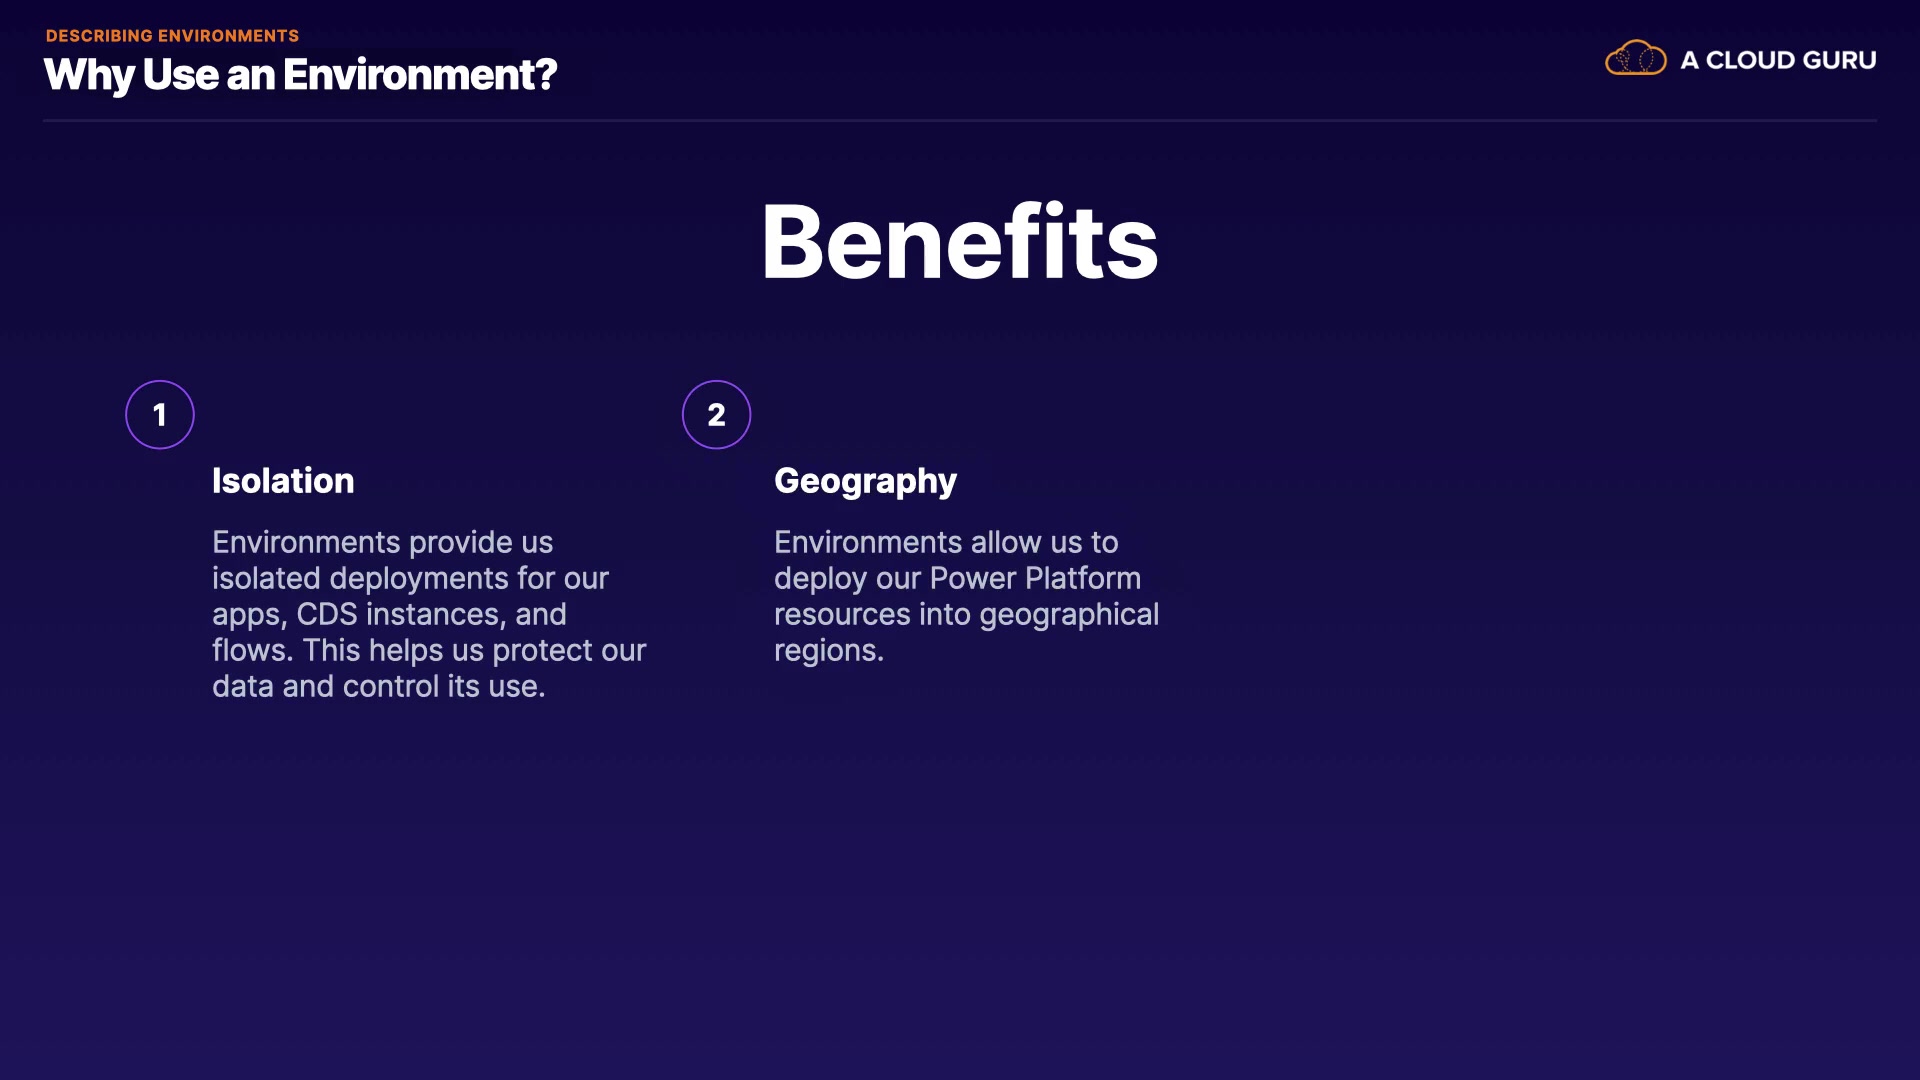 DESCRIBING ENVIRONMENTS
Why Use an Environment?
A CLOUD GURU
Benefits
1
Isolation
Environments provide us
isolated deployments for our
apps, CDS instances, and
flows. This helps us protect our
data and control its use.
2
Geography
Environments allow us to
deploy our Power Platform
resources into geographical
regions.